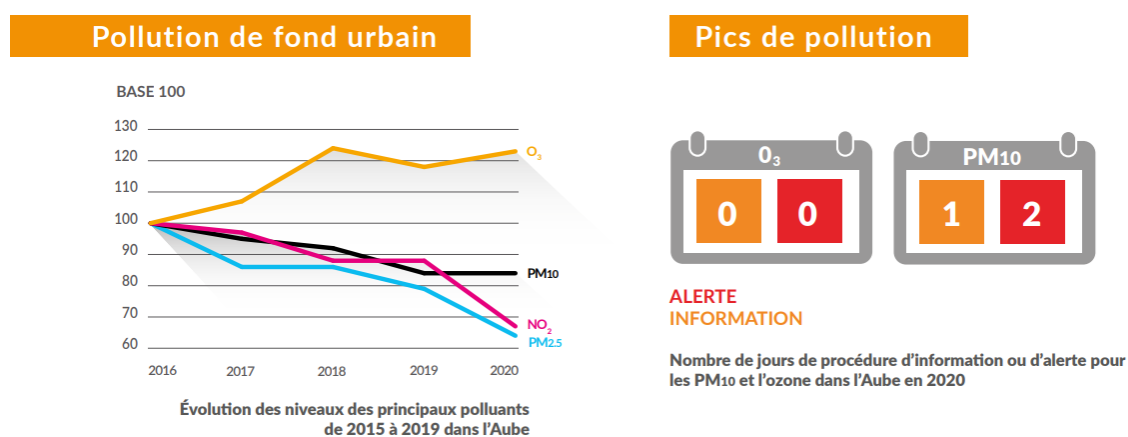 Pollution de fond urbain
BASE 100
130
120
110
100
90
80
70
60
O3
PM10
NO2
PM2.5
2016 2017 2018 2019 2020
Évolution des niveaux des principaux polluants
de 2015 à 2019 dans l'Aube
Pics de pollution
03
0 0
PM10
1 2
ALERTE
INFORMATION
Nombre de jours de procédure d'information ou d'alerte pour
les PM10 et l'ozone dans l'Aube en 2020